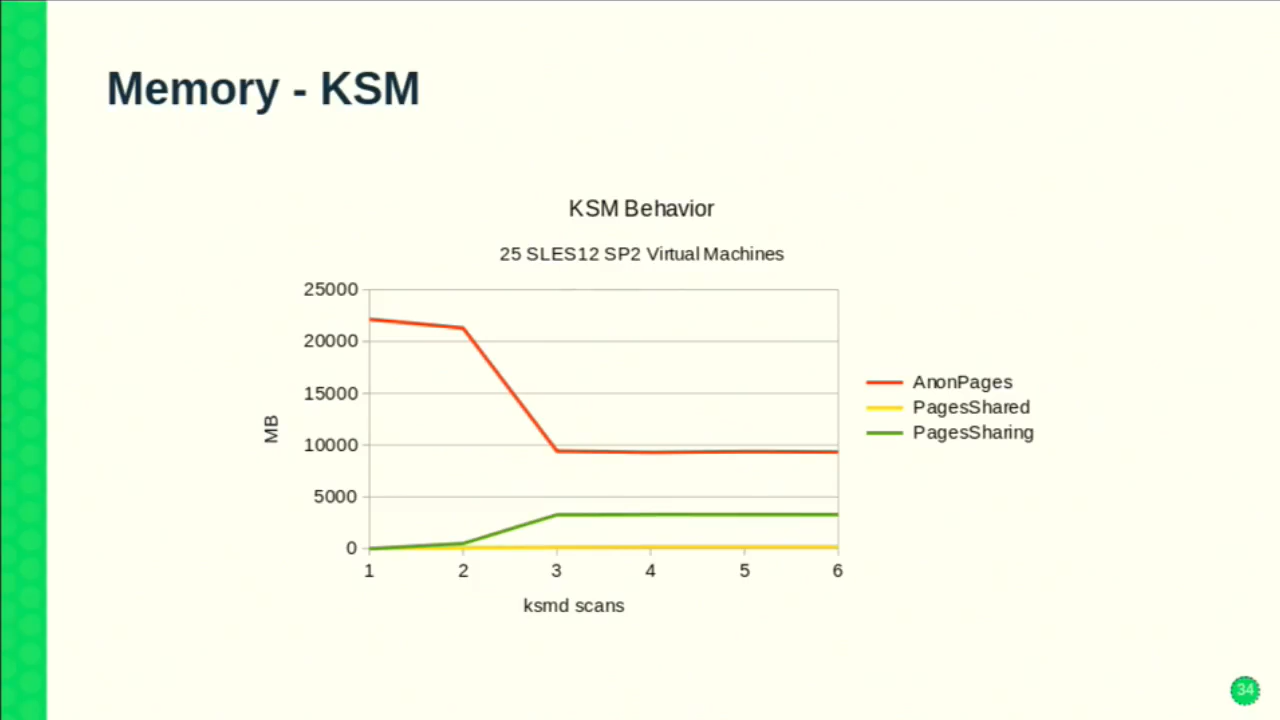 Memory - KSM
KSM Behavior
25 SLES12 SP2 Virtual Machines
25000
20000
15000
10000
5000
0
MB
1 2 3 4 5 6
ksmd scans
AnonPages
PagesShared
PagesSharing
34